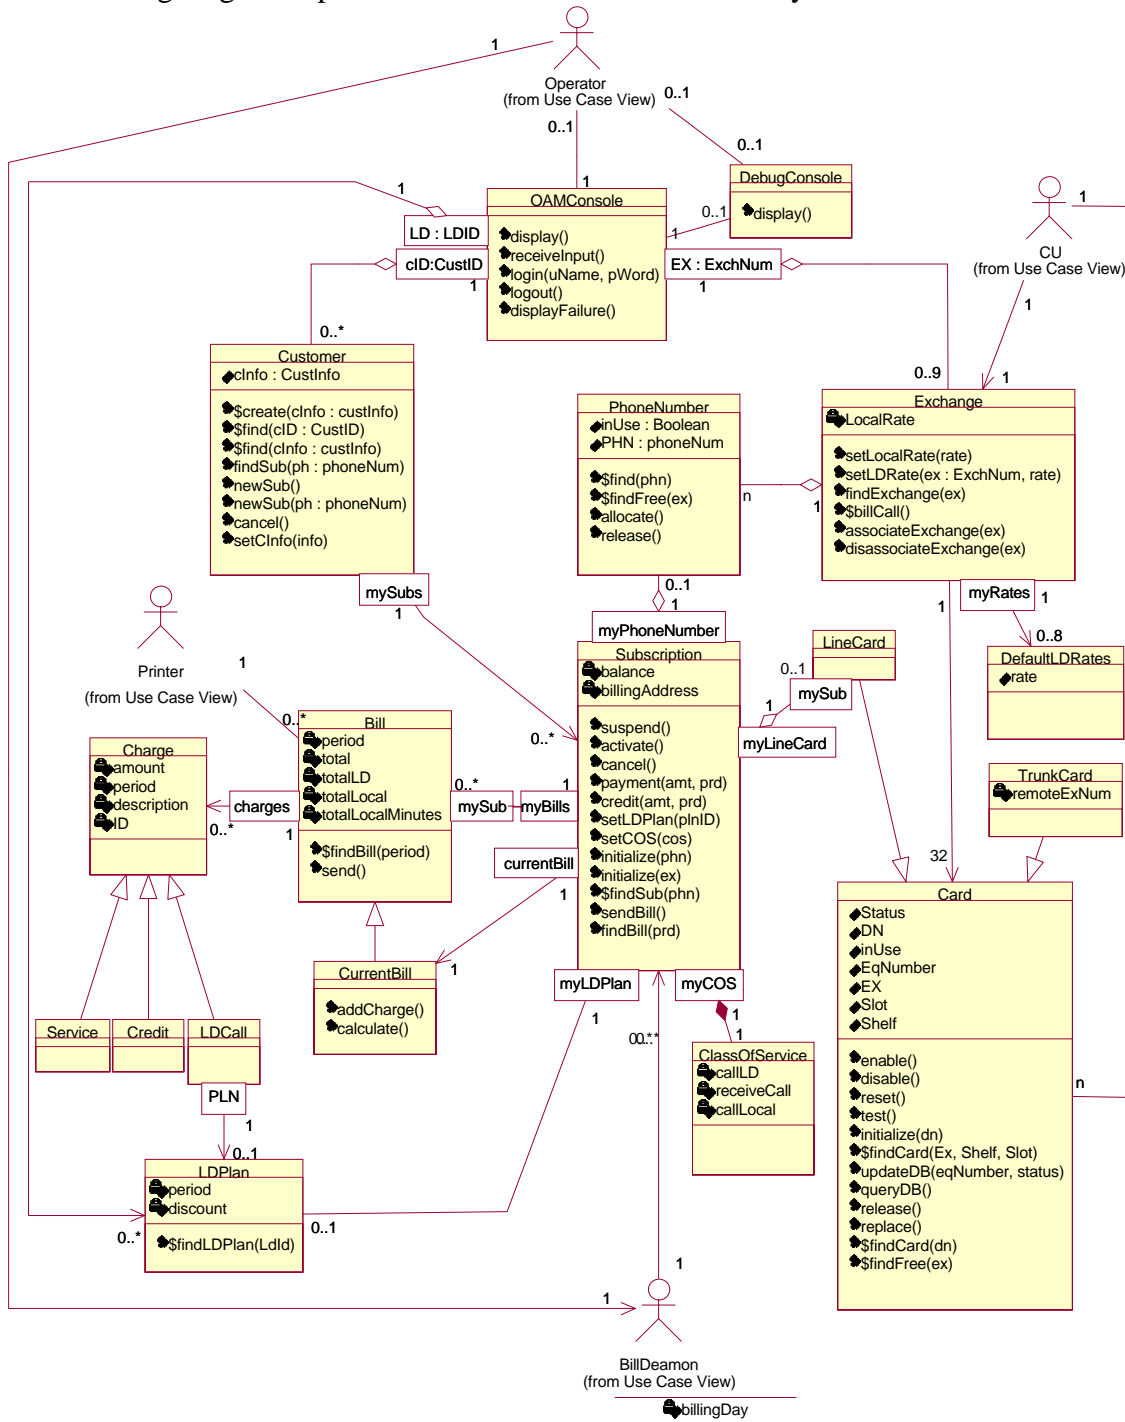 1
Operator
(from Use Case View)
0..1
0..1
0..1
1
DebugConsole
display()
0..1
1
OAMConsole
display()
receiveInput()
login(uName, pWord)
logout()
displayFailure()
1
LD : LDID
cID:CustID
1
EX : ExchNum
1
1
CU
(from Use Case View)
1
0..*
0..9
1
Customer
cInfo : CustInfo
$create(cInfo : custInfo)
$find(cID : CustID)
$find(cInfo : custInfo)
findSub(ph : phoneNum)
newSub()
newSub(ph : phoneNum)
cancel()
setCInfo(info)
mySubs
1
PhoneNumber
inUse : Boolean
PHN : phoneNum
$find(phn)
$findFree(ex)
allocate()
release()
n
1
0..1
1
Exchange
LocalRate
setLocalRate(rate)
setLDRate(ex : ExchNum, rate)
findExchange(ex)
$billCall()
associateExchange(ex)
disassociateExchange(ex)
1
myRates
1
0..8
DefaultLDRates
rate
LineCard
0..1
mySub
1
myLineCard
TrunkCard
remoteExNum
32
myPhoneNumber
Subscription
balance
billingAddress
suspend()
activate()
cancel()
payment(amt, prd)
credit(amt, prd)
setLDPlan(plnID)
setCOS(cos)
initialize(phn)
initialize(ex)
$findSub(phn)
sendBill()
findBill(prd)
0..*
1
myBills
currentBill
1
myLDPlan
1
myCOS
1
1
Printer
(from Use Case View)
1
0..*
Bill
period
total
totalLD
totalLocal
totalLocalMinutes
$findBill(period)
send()
0..*
mySub
charges
1
0..*
Charge
amount
period
description
ID
Service
Credit
LDCall
PLN
1
0..1
CurrentBill
addCharge()
calculate()
1
LDPlan
period
discount
$findLDPlan(LdId)
0..*
0..1
ClassOfService
callLD
receiveCall
callLocal
Card
Status
DN
inUse
EqNumber
EX
Slot
Shelf
enable()
disable()
reset()
test()
initialize(dn)
$findCard(Ex, Shelf, Slot)
updateDB(eqNumber, status)
queryDB()
release()
replace()
$findCard(dn)
$findFree(ex)
n
1
1
BillDeamon
(from Use Case View)
billingDay